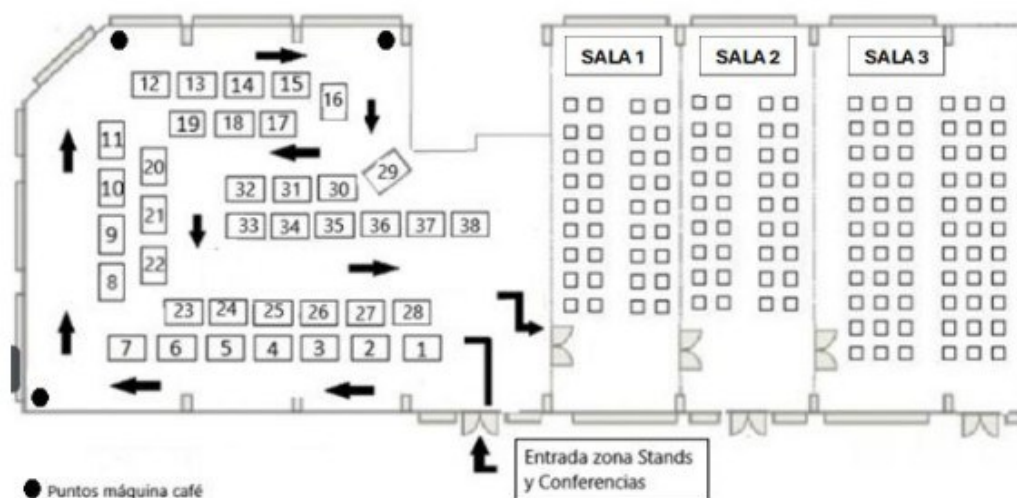 SALA 1 SALA 2 SALA 3
12 13 14 15
16
11 19 18 17
20
29
10 32 31 30
21
9 33 34 35 36 37 38
22
8
23 24 25 26 27 28
7 6 5 4 3 2 1
Entrada zona Stands
y Conferencias
Puntos máquina café